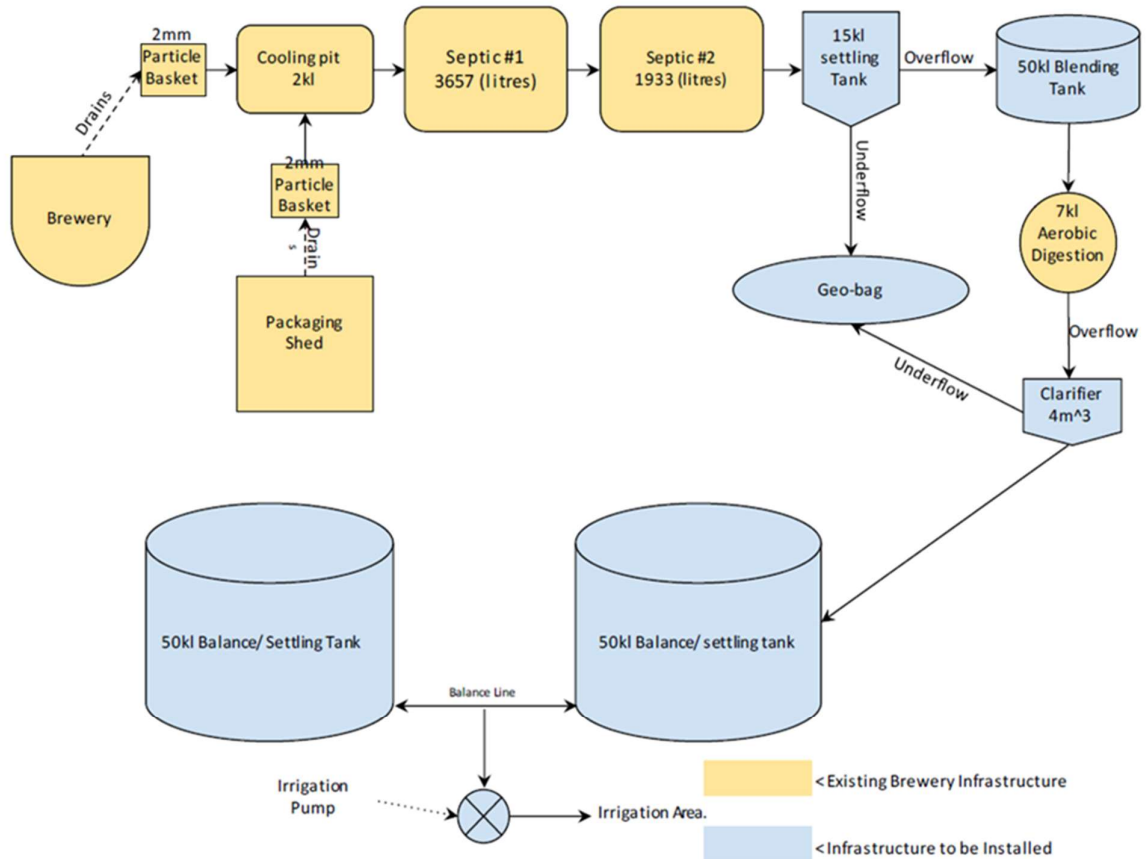 2mm
Particle
Basket
Cooling pit
2kl
Septic #1
3657 (litres)
Septic #2
1933 (litres)
15kl
settling
Tank
Overflow
50kl Blending
Tank
Drains
Brewery
2mm
Particle
Basket
Drain
s
Packaging
Shed
Underflow
7kl
Aerobic
Digestion
Geo-bag
Overflow
Underflow
Clarifier
4m^3
50kl Balance/ Settling Tank
50kl Balance/ settling tank
Balance Line
Irrigation
Pump
Irrigation Area.
<Existing Brewery Infrastructure
<Infrastructure to be Installed